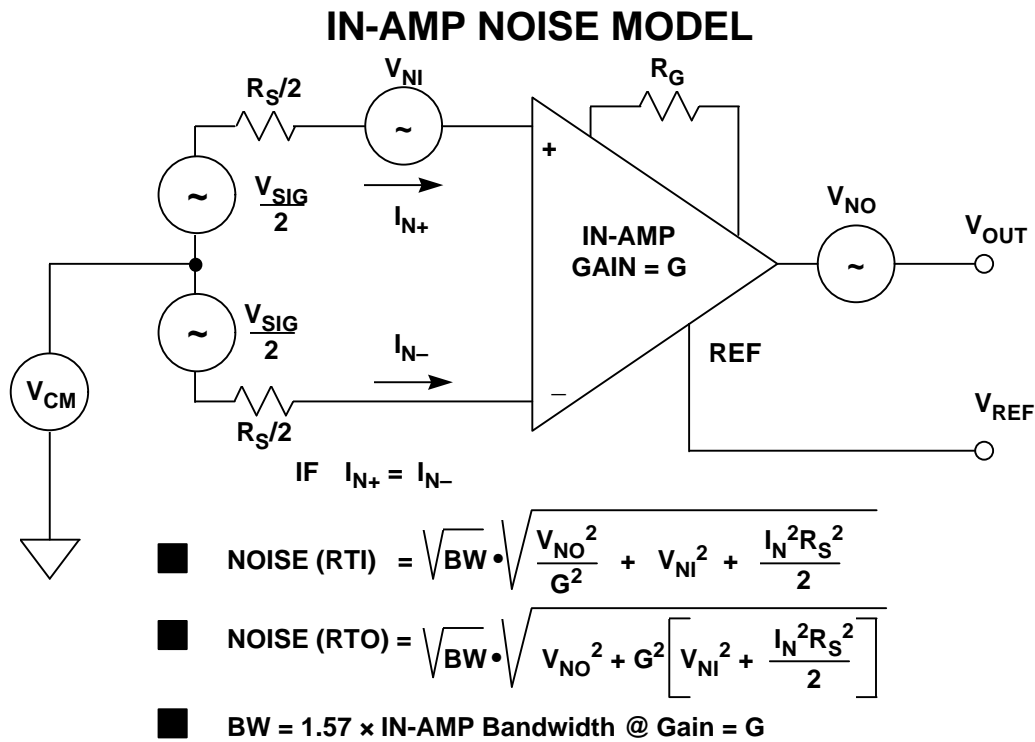 IN-AMP NOISE MODEL
R_S/2
V_NI
R_G
~
+
~
V_SIG
2
I_N+
IN-AMP
GAIN = G
V_NO
~
V_OUT
~
V_SIG
2
I_N–
REF
V_CM
–
V_REF
R_S/2
IF I_N+ = I_N–
■ NOISE (RTI) = √BW • √(V_NO²/G² + V_NI² + I_N²R_S²/2)
■ NOISE (RTO) = √BW • √(V_NO² + G²[V_NI² + I_N²R_S²/2])
■ BW = 1.57 × IN-AMP Bandwidth @ Gain = G